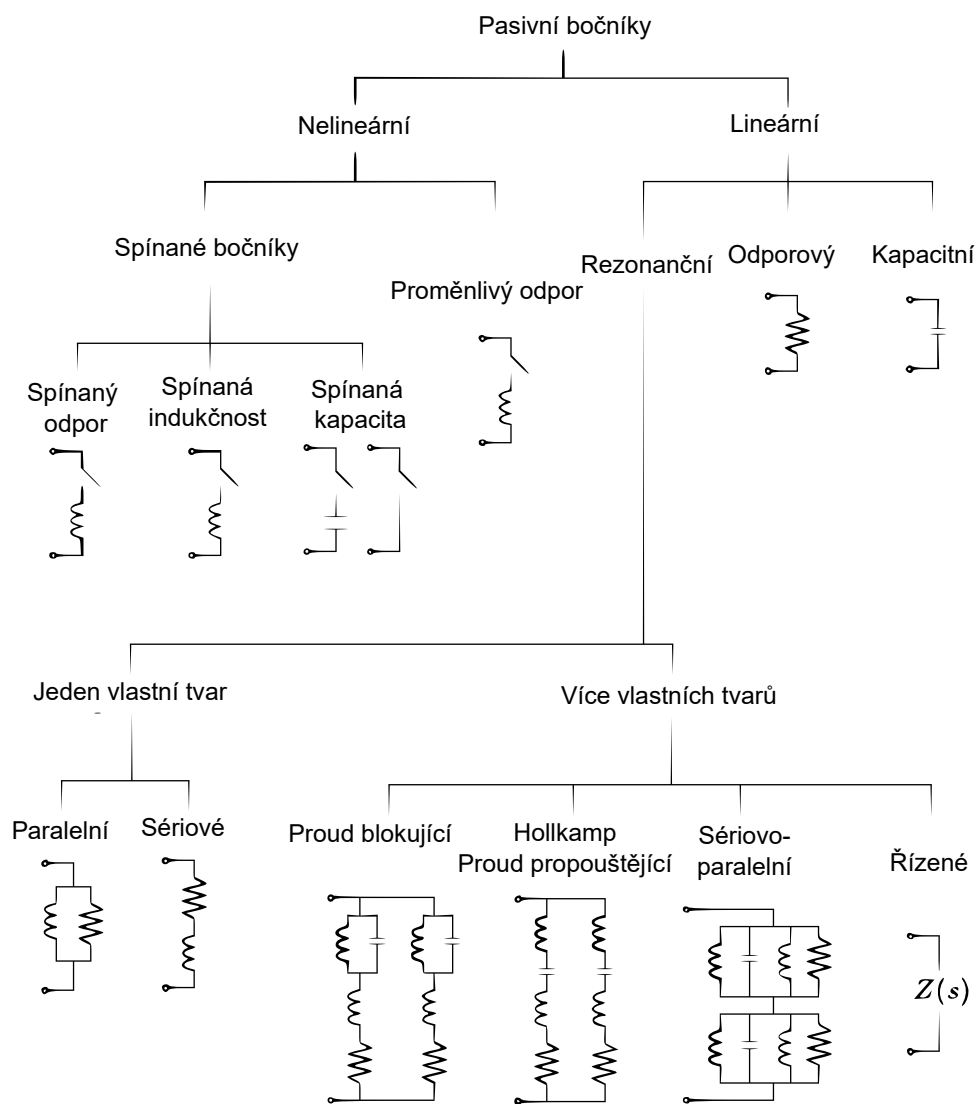 Pasivní bočníky
Nelineární
Lineární
Spínané bočníky
Proměnlivý odpor
Rezonanční
Odporový
Kapacitní
Spínaný
odpor
Spínaná
indukčnost
Spínaná
kapacita
Jeden vlastní tvar
Více vlastních tvarů
Paralelní
Sériové
Proud blokující
Hollkamp
Proud propouštějící
Sériovo-
paralelní
Řízené
Z(s)